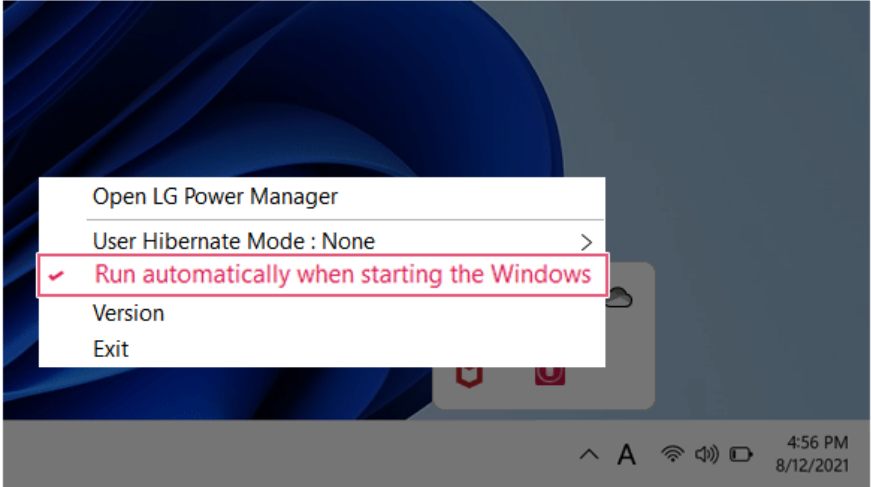 Open LG Power Manager
User Hibernate Mode : None
Run automatically when starting the Windows
Version
Exit
A
4:56 PM
8/12/2021